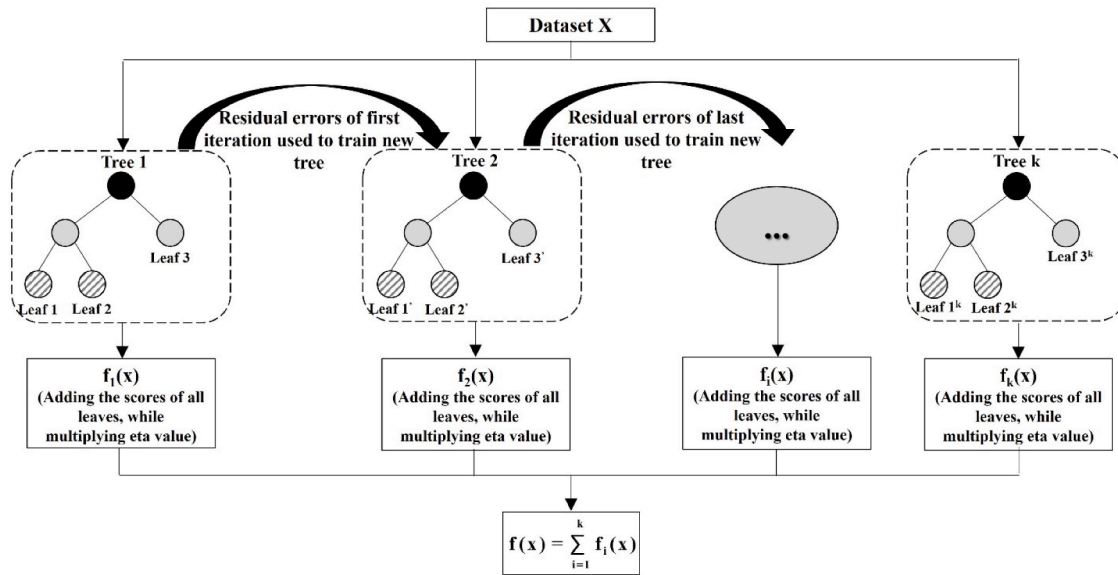 Dataset X
Residual errors of first
iteration used to train new
tree
Residual errors of last
iteration used to train new
tree
Tree 1
Leaf 3
Leaf 1
Leaf 2
Tree 2
Leaf 3'
Leaf 1'
Leaf 2'
...
Tree k
Leaf 3ᵏ
Leaf 1ᵏ
Leaf 2ᵏ
f₁(x)
(Adding the scores of all
leaves, while
multiplying eta value)
f₂(x)
(Adding the scores of all
leaves, while
multiplying eta value)
fᵢ(x)
(Adding the scores of all
leaves, while
multiplying eta value)
fₖ(x)
(Adding the scores of all
leaves, while
multiplying eta value)
f(x) = ∑ᵢ₌₁ᵏ fᵢ(x)